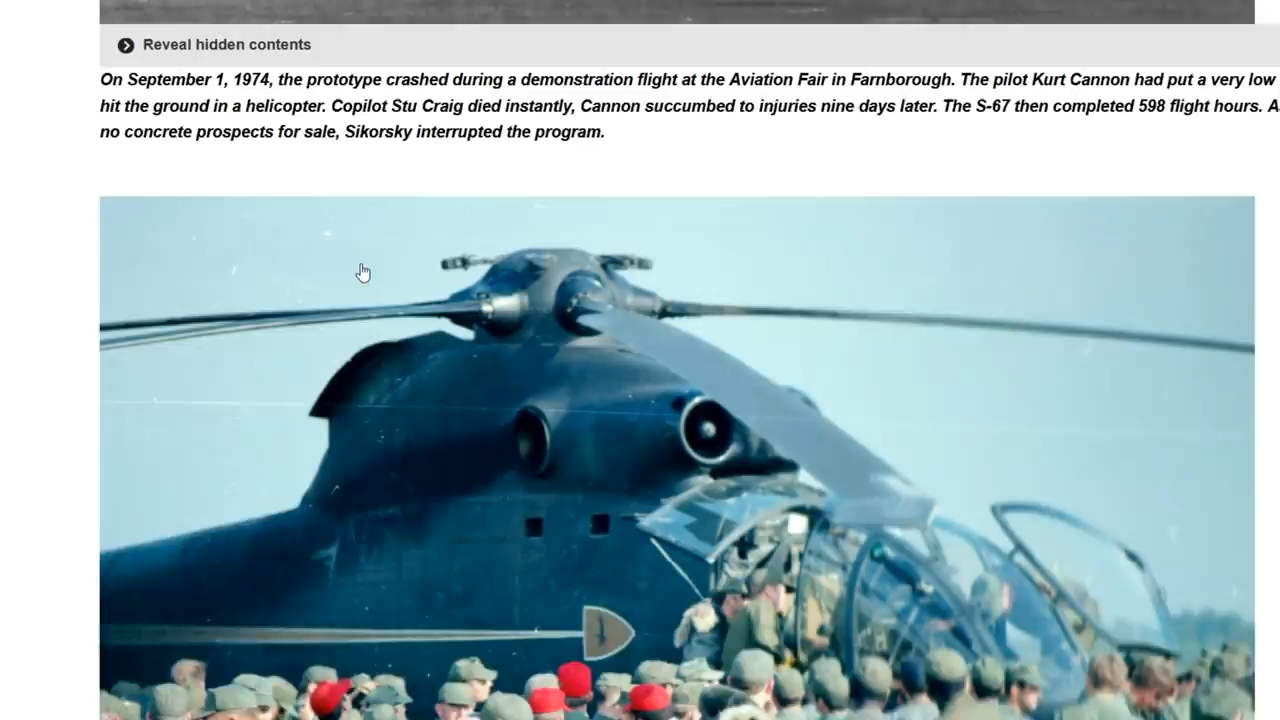 Reveal hidden contents
On September 1, 1974, the prototype crashed during a demonstration flight at the Aviation Fair in Farnborough. The pilot Kurt Cannon had put a very low
hit the ground in a helicopter. Copilot Stu Craig died instantly, Cannon succumbed to injuries nine days later. The S-67 then completed 598 flight hours.
no concrete prospects for sale, Sikorsky interrupted the program.